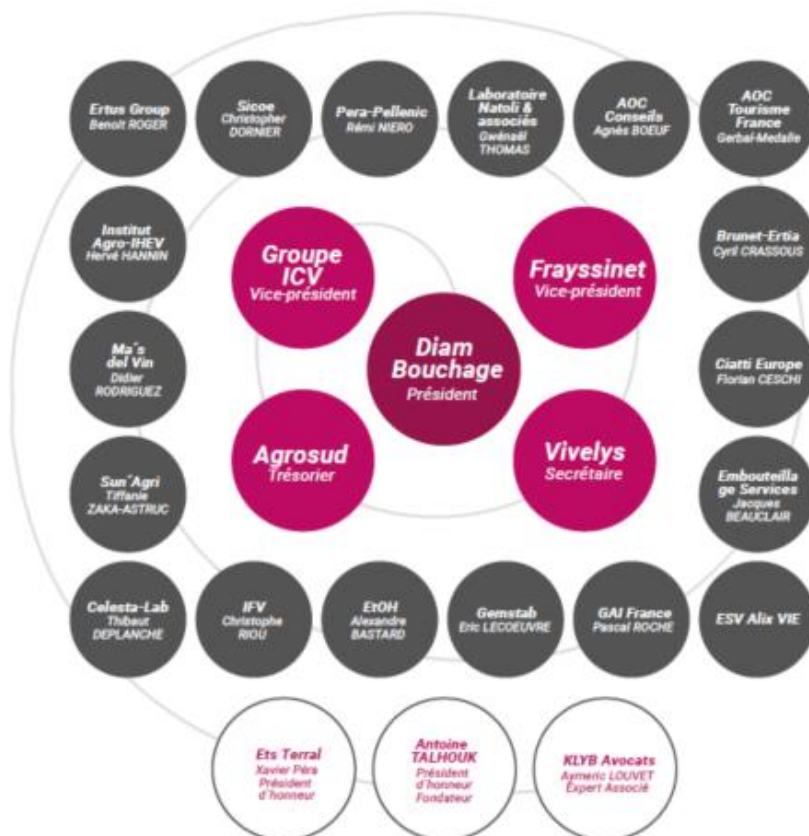 Ertus Group
Benoit ROGER
Sicoe
Christopher
DORNIER
Pera-Pellenic
Rémi NIERO
Laboratoire
Natoli &
associés
Gwénaël
THOMAS
AOC
Conseils
Agnès BOEUF
AOC
Tourisme
France
Gerbal-Medalle
Institut
Agro-IHEV
Hervé HANNIN
Groupe
ICV
Vice-président
Frayssinet
Vice-président
Brunet-Ertia
Cyril CRASSOUS
Diam
Bouchage
Président
Ma´s
del Vin
Didier
RODRIGUEZ
Ciatti Europe
Florian CESCHI
Agrosud
Trésorier
Vivelys
Secrétaire
Sun´Agri
Tiffanie
ZAKA-ASTRUC
Embouteilla
ge Services
Jacques
BEAUCLAIR
Celesta-Lab
Thibaut
DEPLANCHE
IFV
Christophe
RIOU
EtOH
Alexandre
BASTARD
Gemstab
Eric LECOEUVRE
GAI France
Pascal ROCHE
ESV Alix VIE
Ets Terral
Xavier Péra
Président
d´honneur
Antoine
TALHOUK
Président
d´honneur
Fondateur
KLYB Avocats
Aymeric LOUVET
Expert Associé